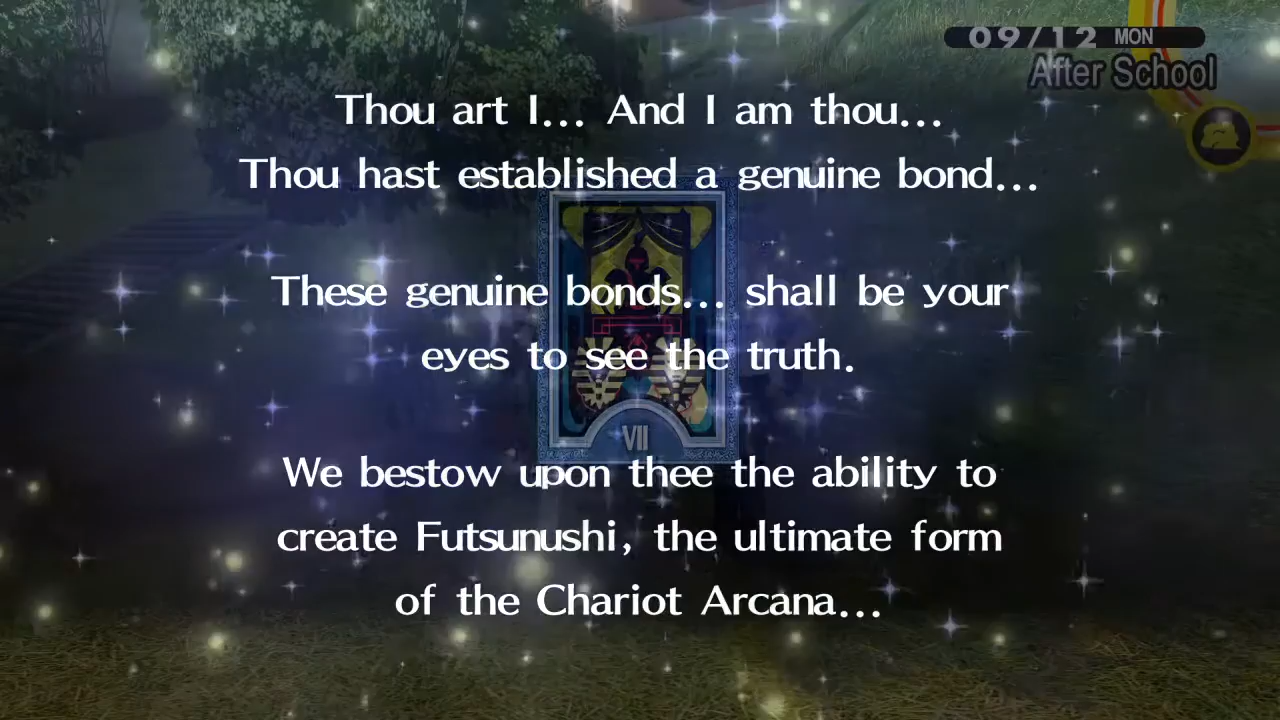 09/12 MON
After School
Thou art I... And I am thou...
Thou hast established a genuine bond...
These genuine bonds... shall be your
eyes to see the truth.
VII
We bestow upon thee the ability to
create Futsunushi, the ultimate form
of the Chariot Arcana...